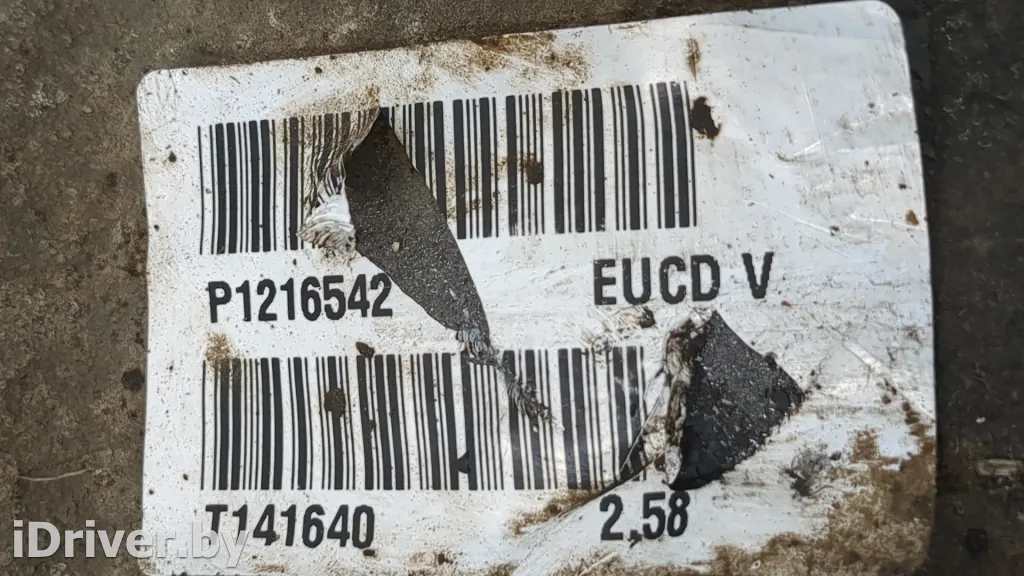 P1216542 EUCD V
T141640 2,58
iDriver.by